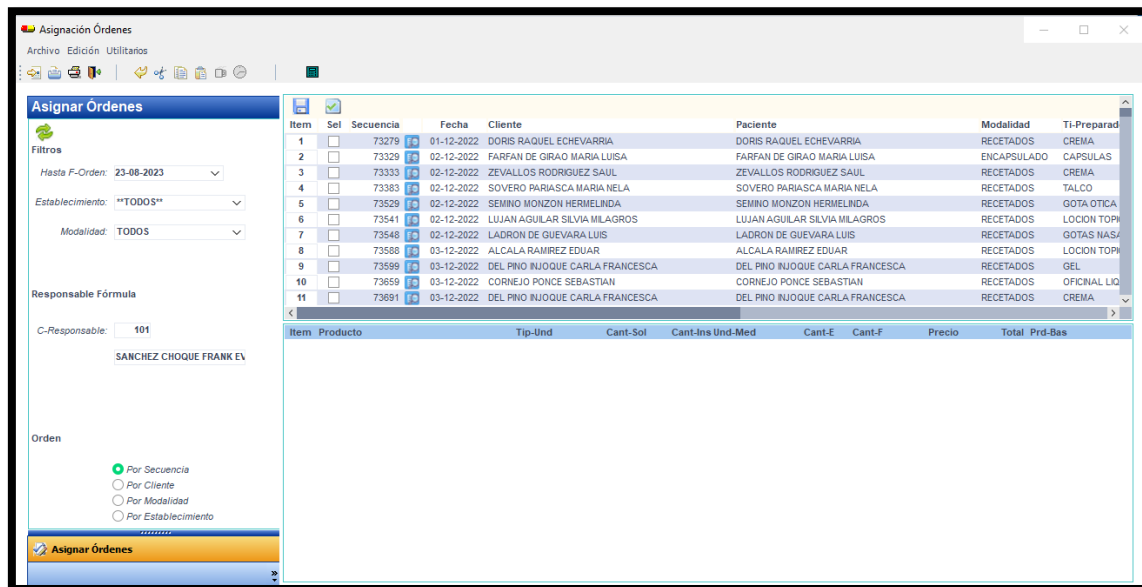 Asignación Órdenes
Archivo Edición Utilitarios
Asignar Órdenes
Filtros
Hasta F-Orden: 23-08-2023
Establecimiento: **TODOS**
Modalidad: TODOS
Responsable Fórmula
C-Responsable: 101
SANCHEZ CHOQUE FRANK EV
Orden
Por Secuencia
Por Cliente
Por Modalidad
Por Establecimiento
Asignar Órdenes
Item Sel Secuencia Fecha Cliente Paciente Modalidad Ti-Preparad
1 73279 01-12-2022 DORIS RAQUEL ECHEVARRIA DORIS RAQUEL ECHEVARRIA RECETADOS CREMA
2 73329 02-12-2022 FARFAN DE GIRAO MARIA LUISA FARFAN DE GIRAO MARIA LUISA ENCAPSULADO CAPSULAS
3 73333 02-12-2022 ZEVALLOS RODRIGUEZ SAUL ZEVALLOS RODRIGUEZ SAUL RECETADOS CREMA
4 73383 02-12-2022 SOVERO PARIASCA MARIA NELA SOVERO PARIASCA MARIA NELA RECETADOS TALCO
5 73529 02-12-2022 SEMINO MONZON HERMELINDA SEMINO MONZON HERMELINDA RECETADOS GOTA OTICA
6 73541 02-12-2022 LUJAN AGUILAR SILVIA MILAGROS LUJAN AGUILAR SILVIA MILAGROS RECETADOS LOCION TOPI
7 73548 02-12-2022 LADRON DE GUEVARA LUIS LADRON DE GUEVARA LUIS RECETADOS GOTAS NASA
8 73588 03-12-2022 ALCALA RAMIREZ EDUAR ALCALA RAMIREZ EDUAR RECETADOS LOCION TOPI
9 73599 03-12-2022 DEL PINO INJOQUE CARLA FRANCESCA DEL PINO INJOQUE CARLA FRANCESCA RECETADOS GEL
10 73659 03-12-2022 CORNEJO PONCE SEBASTIAN CORNEJO PONCE SEBASTIAN RECETADOS OFICINAL LIQ
11 73691 03-12-2022 DEL PINO INJOQUE CARLA FRANCESCA DEL PINO INJOQUE CARLA FRANCESCA RECETADOS CREMA
Item Producto Tip-Und Cant-Sol Cant-Ins Und-Med Cant-E Cant-F Precio Total Prd-Bas